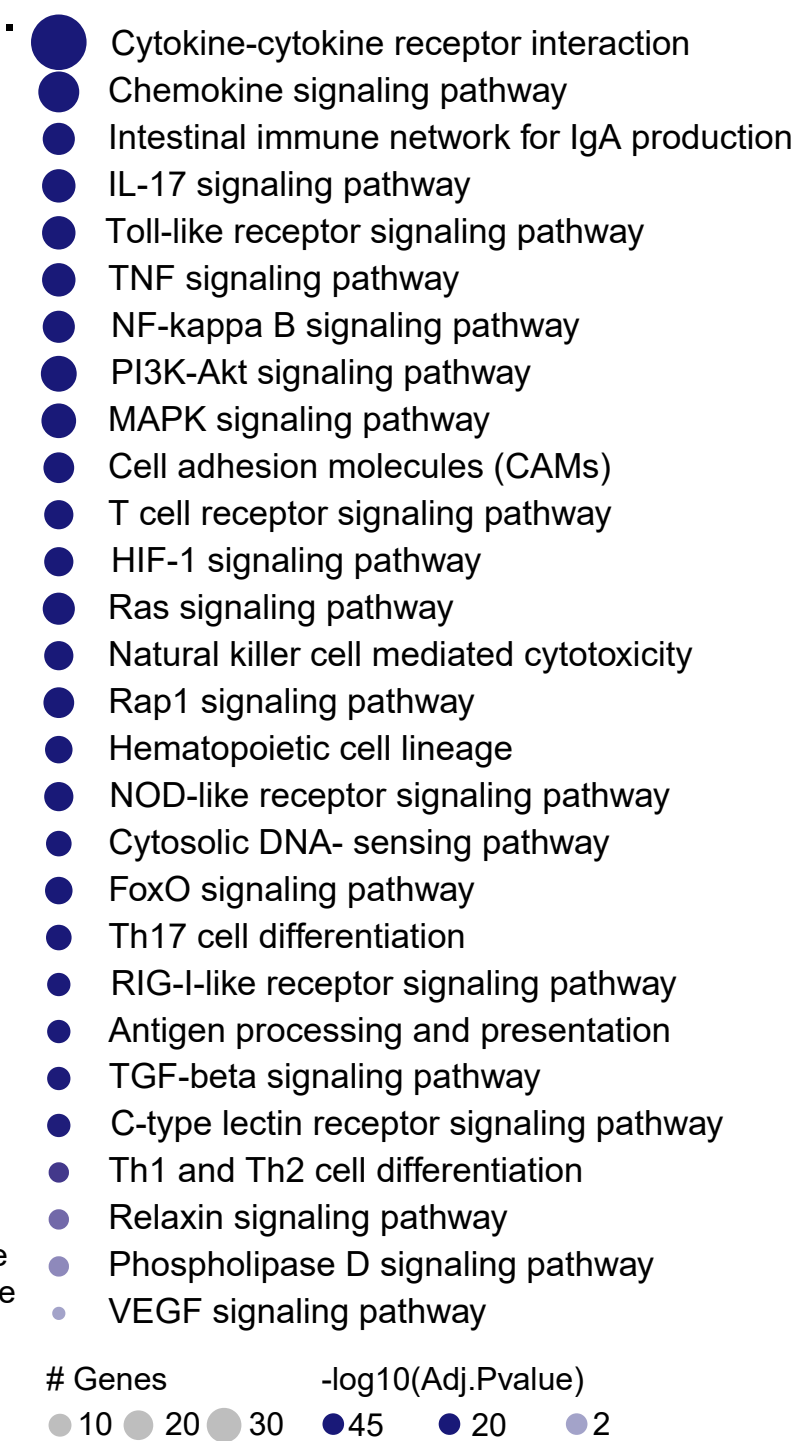 Cytokine-cytokine receptor interaction
Chemokine signaling pathway
Intestinal immune network for IgA production
IL-17 signaling pathway
Toll-like receptor signaling pathway
TNF signaling pathway
NF-kappa B signaling pathway
PI3K-Akt signaling pathway
MAPK signaling pathway
Cell adhesion molecules (CAMs)
T cell receptor signaling pathway
HIF-1 signaling pathway
Ras signaling pathway
Natural killer cell mediated cytotoxicity
Rap1 signaling pathway
Hematopoietic cell lineage
NOD-like receptor signaling pathway
Cytosolic DNA- sensing pathway
FoxO signaling pathway
Th17 cell differentiation
RIG-I-like receptor signaling pathway
Antigen processing and presentation
TGF-beta signaling pathway
C-type lectin receptor signaling pathway
Th1 and Th2 cell differentiation
Relaxin signaling pathway
Phospholipase D signaling pathway
VEGF signaling pathway
# Genes -log10(Adj.Pvalue)
10 20 30 45 20 2